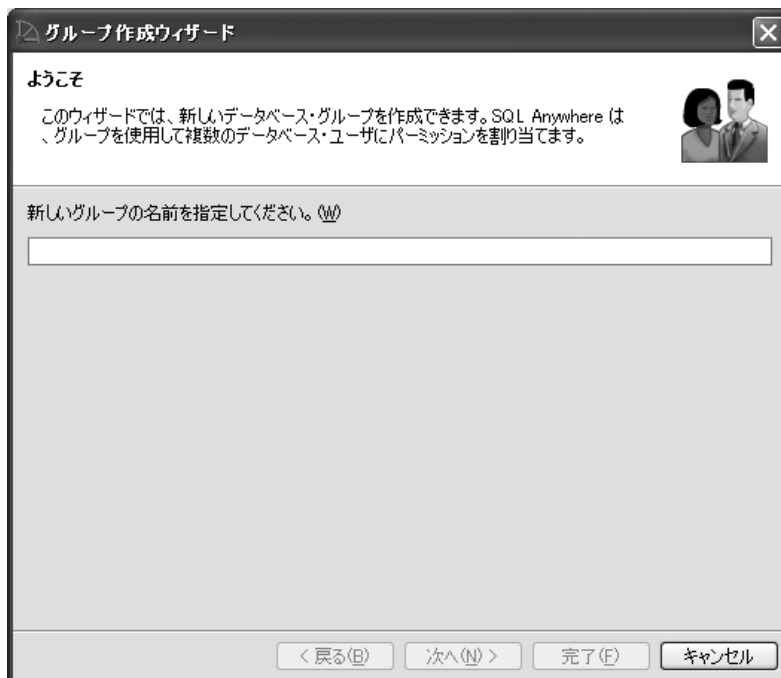 グループ作成ウィザード
ようこそ
このウィザードでは、新しいデータベース・グループを作成できます。SQL Anywhere は
、グループを使用して複数のデータベース・ユーザにパーミッションを割り当てます。
新しいグループの名前を指定してください。(W)
< 戻る(B)
次へ(N) >
完了(F)
キャンセル